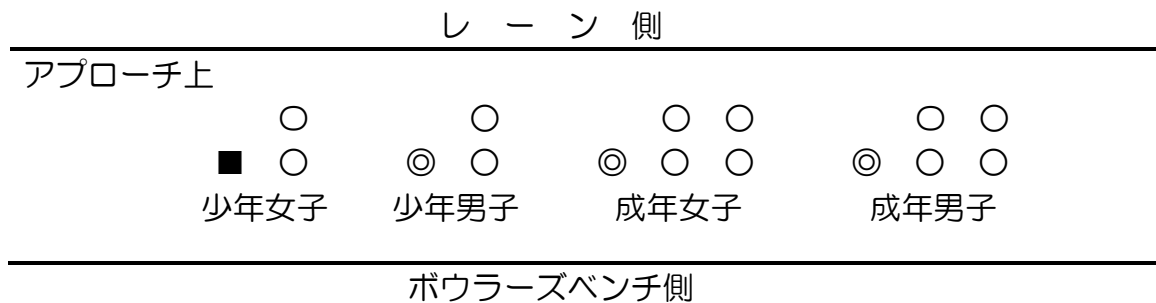 レーン側
アプローチ上
○ ○ ○ ○ ○ ○
■ ○ ◎ ○ ◎ ○ ○ ◎ ○ ○
少年女子 少年男子 成年女子 成年男子
ボウラーズベンチ側